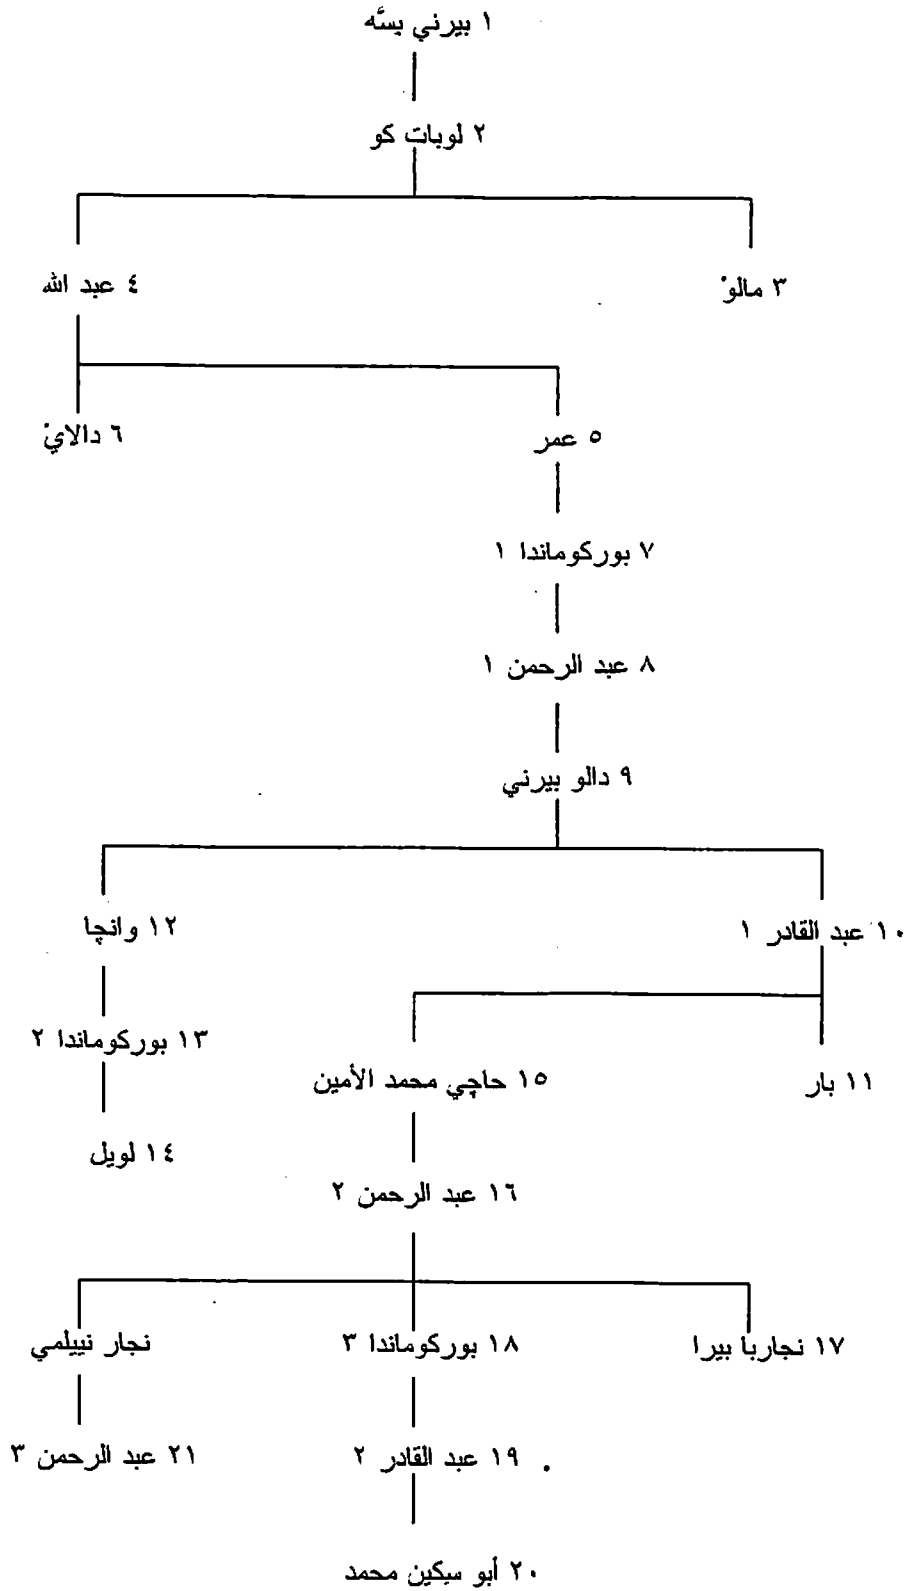 ١ بيرني بسَّه
٢ لوبات كو
٣ مالوْ
٤ عبد الله
٥ عمر
٦ دالايْ
٧ بوركوماندا ١
٨ عبد الرحمن ١
٩ دالو بيرني
١٠ عبد القادر ١
١٢ وانچا
١٣ بوركوماندا ٢
١١ بار
١٥ حاچي محمد الأمين
١٤ لويل
١٦ عبد الرحمن ٢
١٧ نجاربا بيرا
١٨ بوركوماندا ٣
نجار نييلمي
١٩ عبد القادر ٢
٢١ عبد الرحمن ٣
٢٠ أبو سيكين محمد